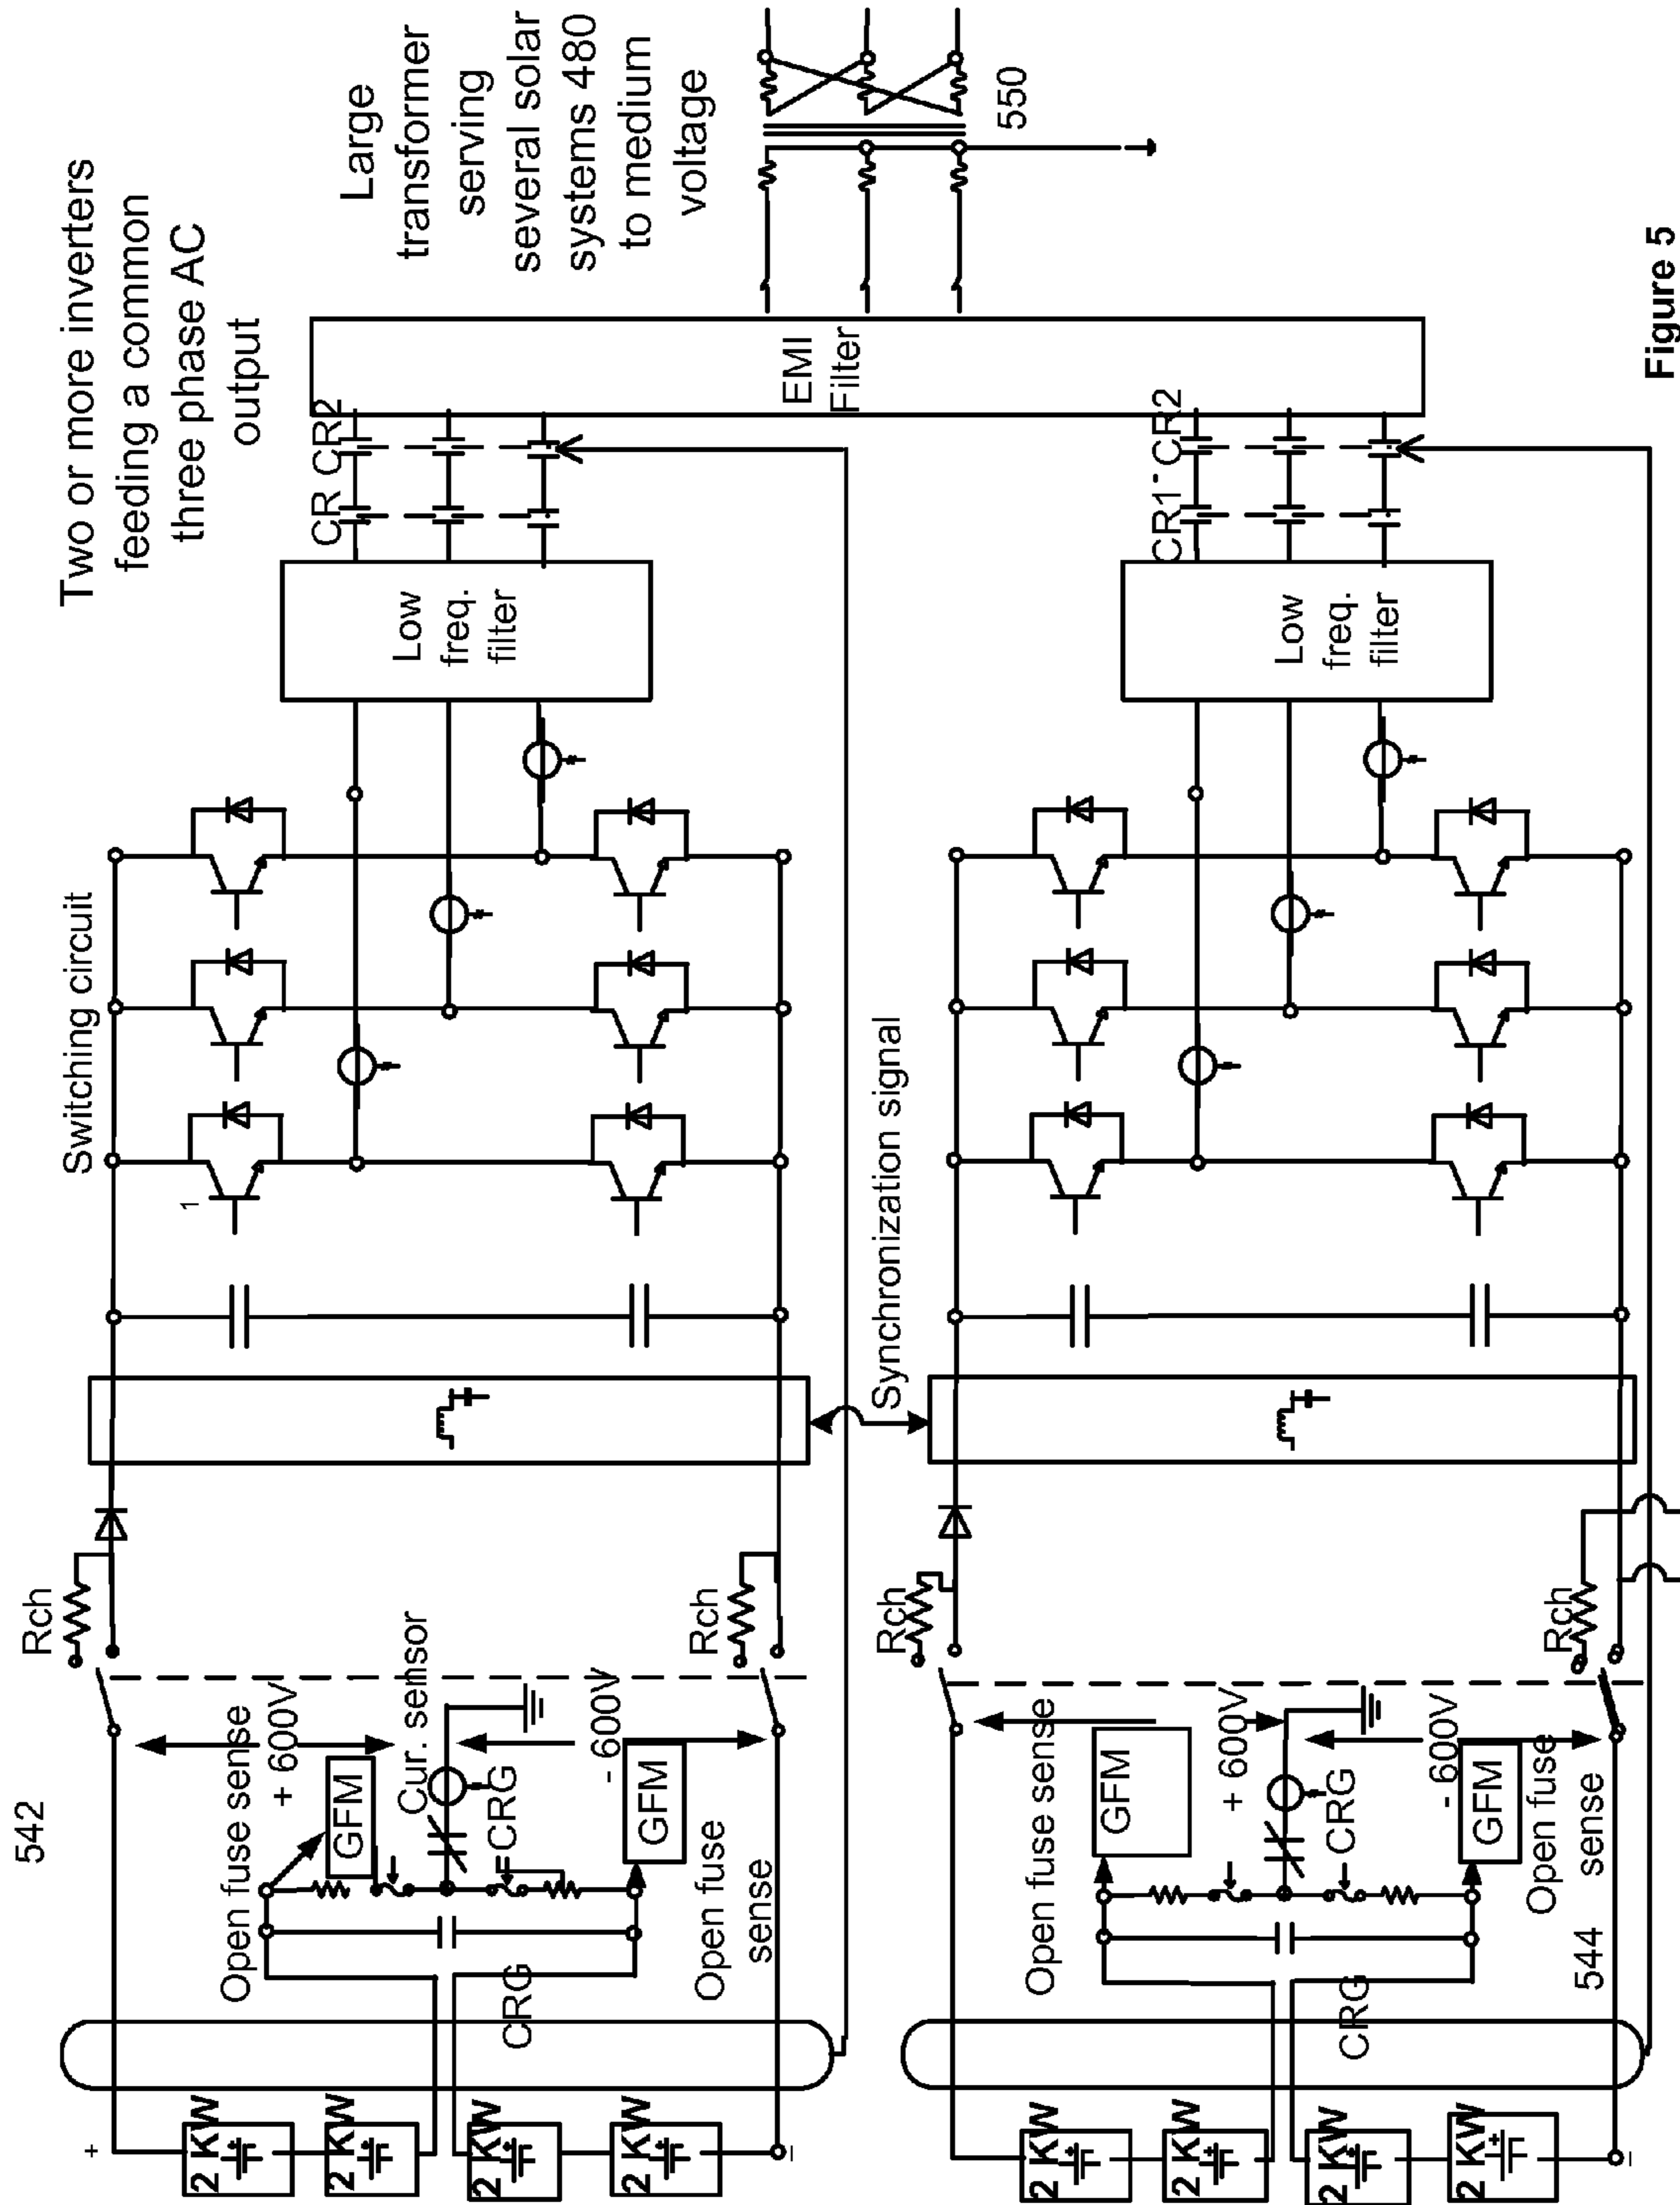 Two or more inverters
feeding a common
three phase AC
output
Large
transformer
serving
several solar
systems 480
to medium
voltage
542
Switching circuit
Rch
Open fuse sense
+ 600V
GFM
Cur. sensor
CRG
- 600V
GFM
Open fuse
sense
CRG
Rch
+
2 KW
2 KW
2 KW
2 KW
–
1
Low
freq.
filter
CR CR2
EMI
Filter
550
Synchronization signal
Rch
Open fuse sense
GFM
+ 600V
CRG
- 600V
GFM
Open fuse
sense
CRG
544
Rch
2 KW
2 KW
2 KW
2 KW
–
Low
freq.
filter
CR1 CR2
Figure 5